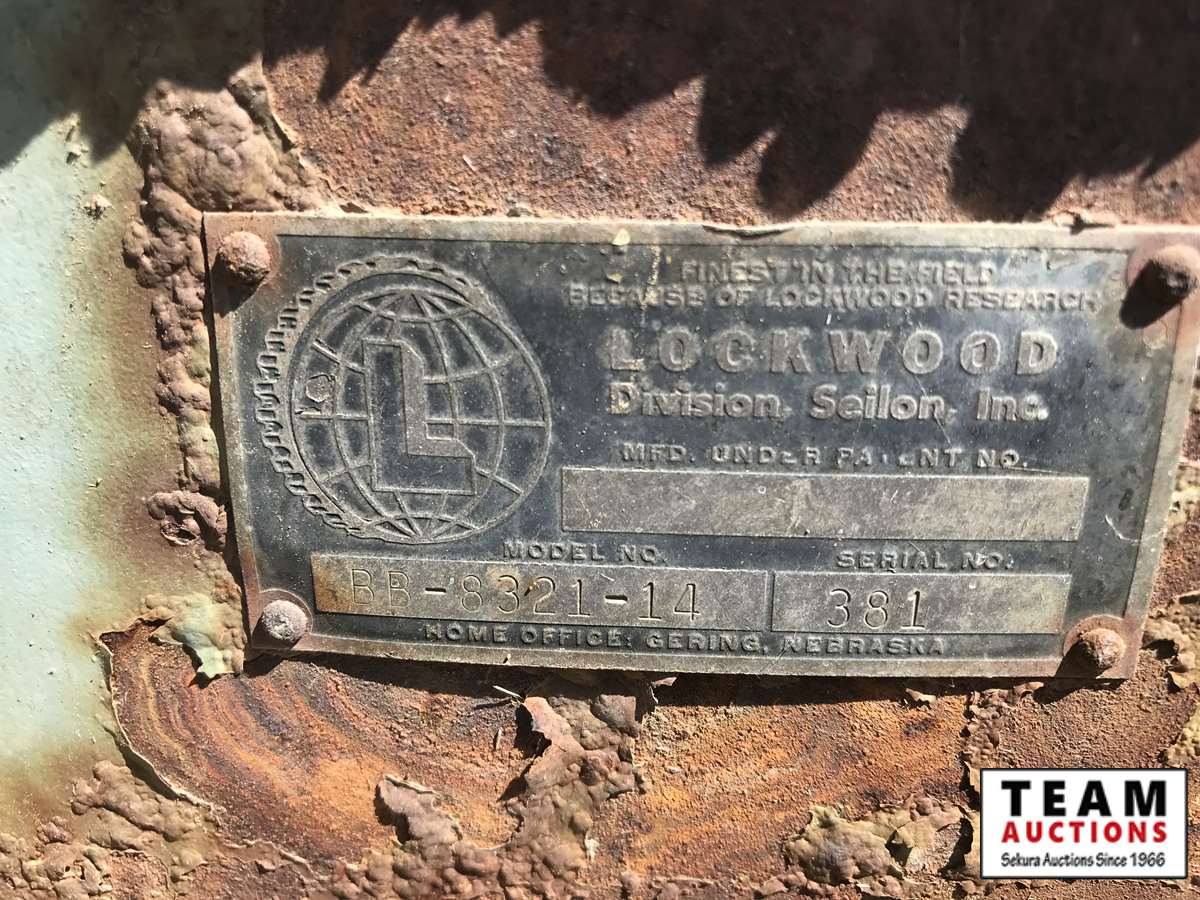 FINEST IN THE FIELD
BECAUSE OF LOCKWOOD RESEARCH
LOCKWOOD
Division, Seilon, Inc.
MFD. UNDER PATENT NO.
L
MODEL NO.
SERIAL NO.
BB-8321-14
381
HOME OFFICE: GERING, NEBRASKA
TEAM
AUCTIONS
Sekura Auctions Since 1966